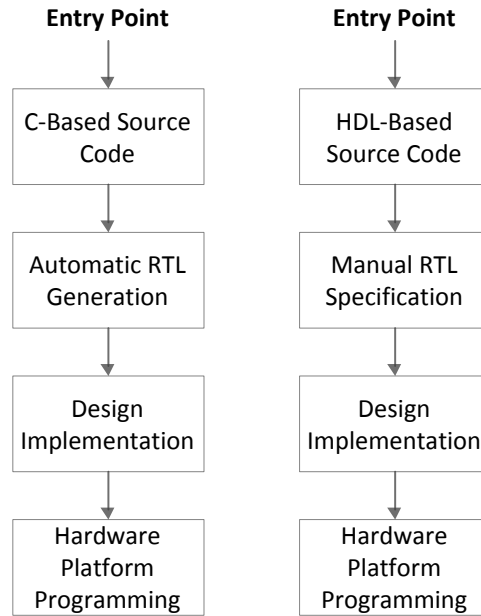 Entry Point
C-Based Source
Code
Automatic RTL
Generation
Design
Implementation
Hardware
Platform
Programming
Entry Point
HDL-Based
Source Code
Manual RTL
Specification
Design
Implementation
Hardware
Platform
Programming